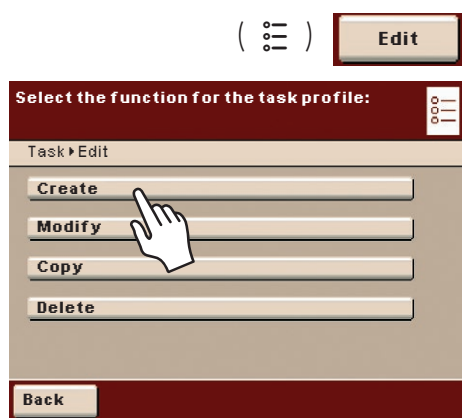 ( ) Edit
Select the function for the task profile:
Task▸Edit
Create
Modify
Copy
Delete
Back